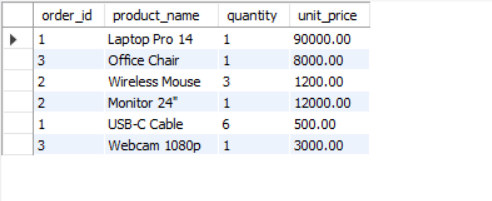 order_id product_name quantity unit_price
1 Laptop Pro 14 1 90000.00
3 Office Chair 1 8000.00
2 Wireless Mouse 3 1200.00
2 Monitor 24" 1 12000.00
1 USB-C Cable 6 500.00
3 Webcam 1080p 1 3000.00